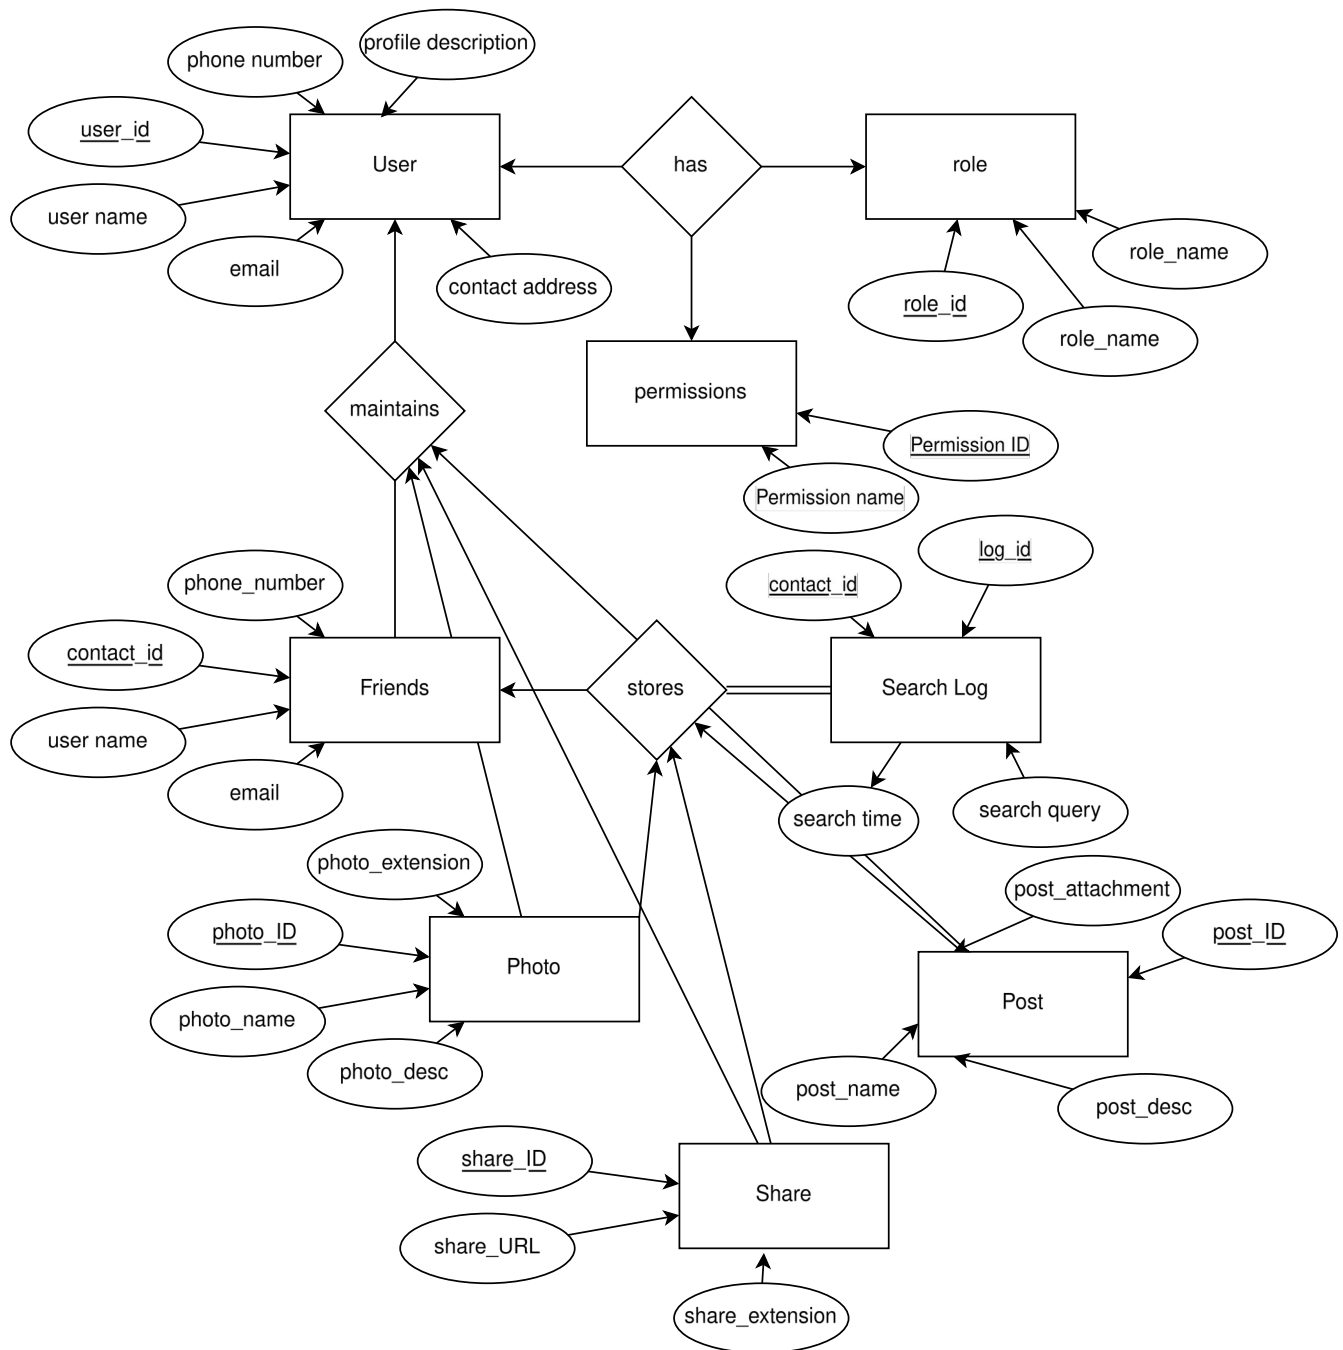 profile description
phone number
user_id
User
has
role
user name
role_name
email
contact address
role_id
role_name
permissions
maintains
Permission ID
Permission name
log_id
phone_number
contact_id
contact_id
Friends
stores
Search Log
user name
email
search time
search query
photo_extension
post_attachment
photo_ID
post_ID
Photo
Post
photo_name
photo_desc
post_name
post_desc
share_ID
Share
share_URL
share_extension